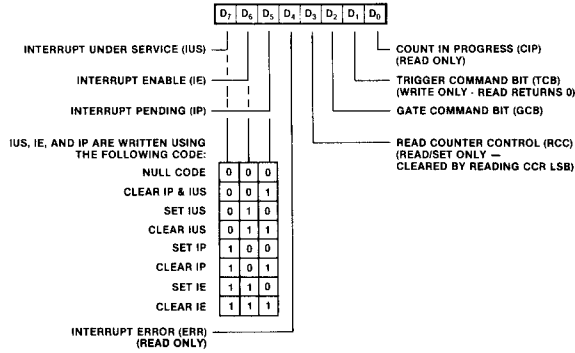 D7 D6 D5 D4 D3 D2 D1 D0
INTERRUPT UNDER SERVICE (IUS)
INTERRUPT ENABLE (IE)
INTERRUPT PENDING (IP)
IUS, IE, AND IP ARE WRITTEN USING
THE FOLLOWING CODE:
NULL CODE 0 0 0
CLEAR IP & IUS 0 0 1
SET IUS 0 1 0
CLEAR IUS 0 1 1
SET IP 1 0 0
CLEAR IP 1 0 1
SET IE 1 1 0
CLEAR IE 1 1 1
INTERRUPT ERROR (ERR)
(READ ONLY)
COUNT IN PROGRESS (CIP)
(READ ONLY)
TRIGGER COMMAND BIT (TCB)
(WRITE ONLY - READ RETURNS 0)
GATE COMMAND BIT (GCB)
READ COUNTER CONTROL (RCC)
(READ/SET ONLY —
CLEARED BY READING CCR LSB)